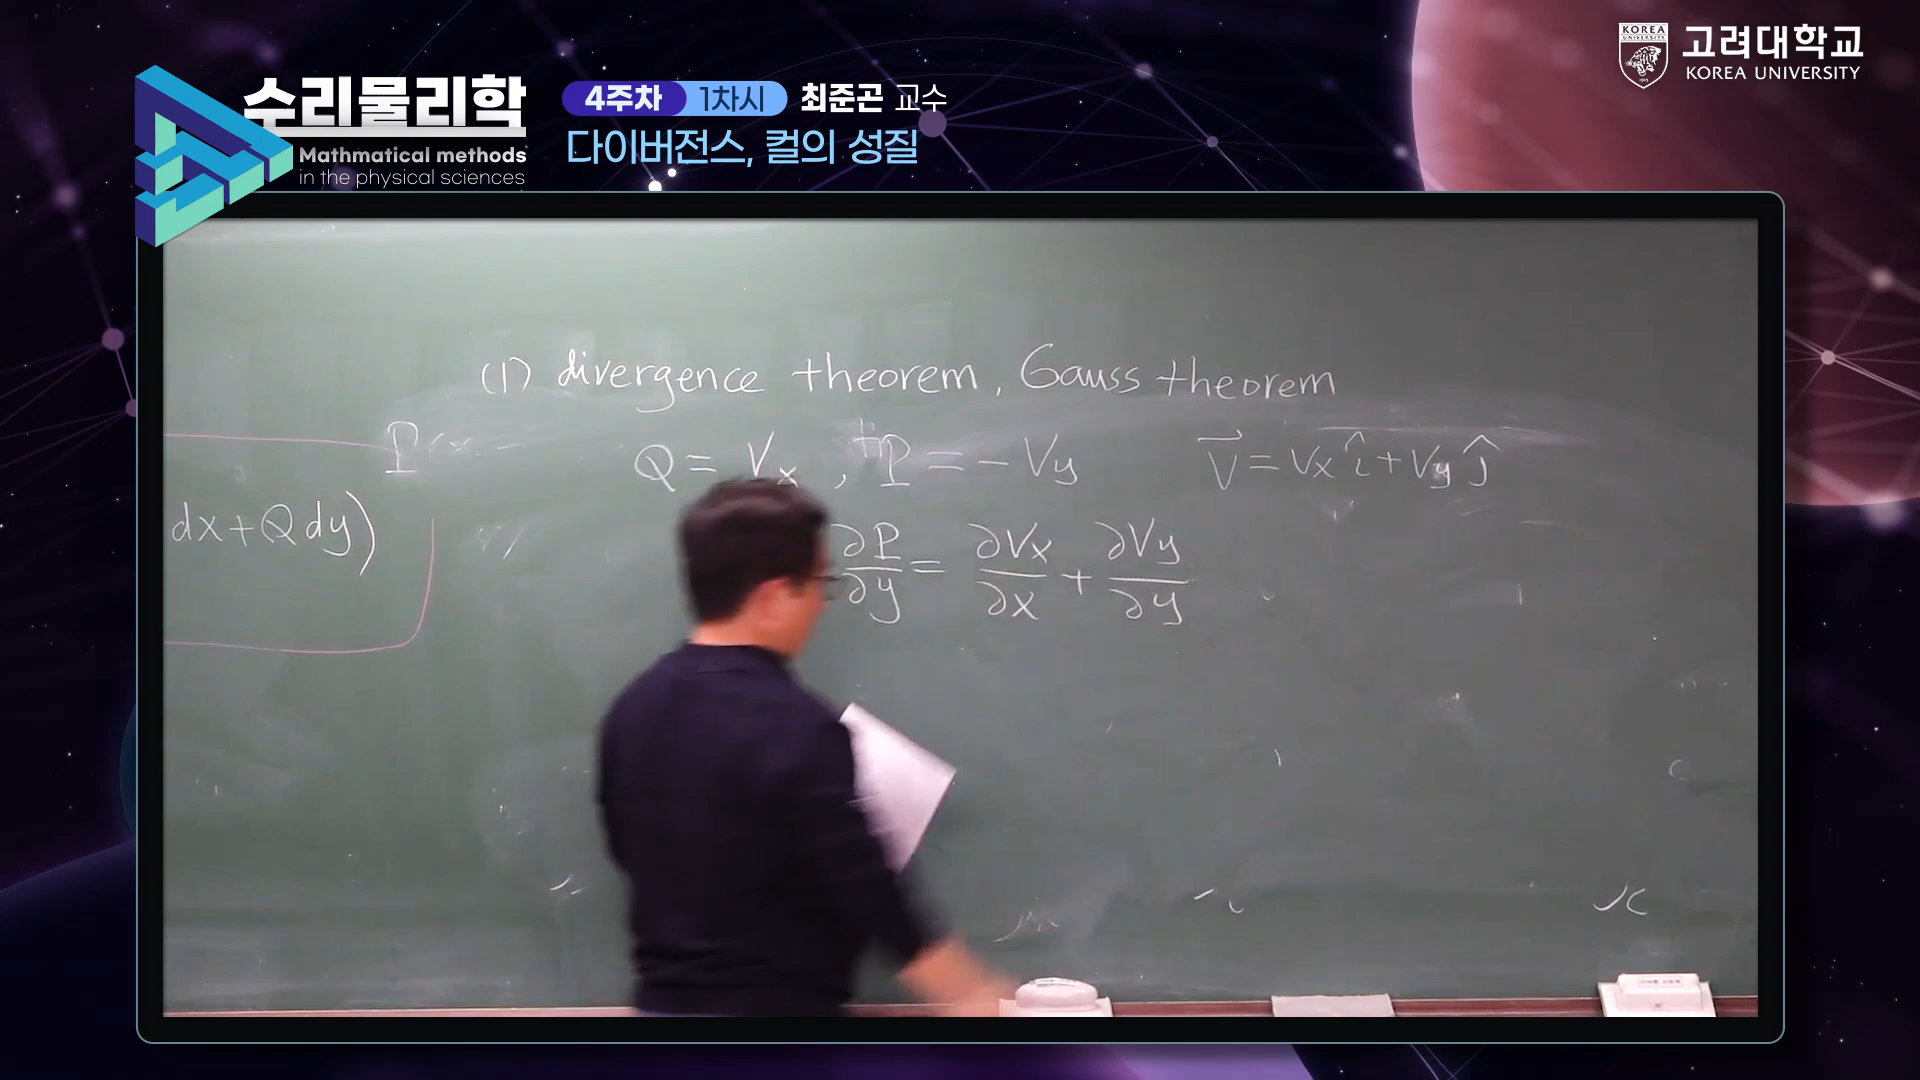 KOREA
UNIVERSITY
고려대학교
KOREA UNIVERSITY
수리물리학
Mathmatical methods
in the physical sciences
4주차 1차시 최준곤 교수
다이버전스, 컬의 성질
(1) divergence theorem, Gauss theorem
P(x
Q = Vx , P = - Vy
V⃗ = Vx î + Vy ĵ
dx + Q dy)
∂P/∂y = ∂Vx/∂x + ∂Vy/∂y